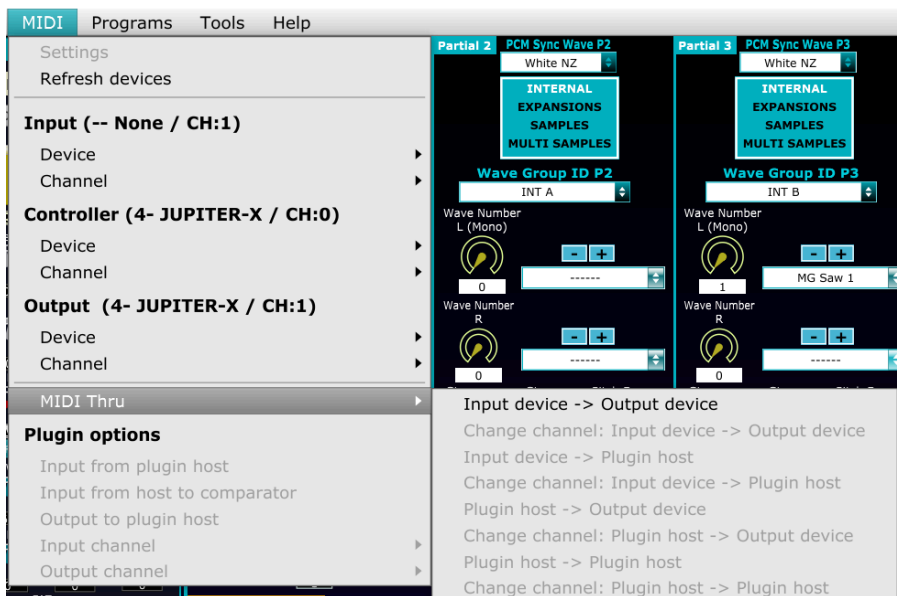 MIDI Programs Tools Help
Settings
Refresh devices
Input (-- None / CH:1)
Device
Channel
Controller (4- JUPITER-X / CH:0)
Device
Channel
Output (4- JUPITER-X / CH:1)
Device
Channel
MIDI Thru
Plugin options
Input from plugin host
Input from host to comparator
Output to plugin host
Input channel
Output channel
Partial 2 PCM Sync Wave P2
White NZ
INTERNAL
EXPANSIONS
SAMPLES
MULTI SAMPLES
Wave Group ID P2
INT A
Wave Number
L (Mono)
- +
0
------
Wave Number
R
- +
0
------
Partial 3 PCM Sync Wave P3
White NZ
INTERNAL
EXPANSIONS
SAMPLES
MULTI SAMPLES
Wave Group ID P3
INT B
Wave Number
L (Mono)
- +
1
MG Saw 1
Wave Number
R
- +
0
------
Input device -> Output device
Change channel: Input device -> Output device
Input device -> Plugin host
Change channel: Input device -> Plugin host
Plugin host -> Output device
Change channel: Plugin host -> Output device
Plugin host -> Plugin host
Change channel: Plugin host -> Plugin host